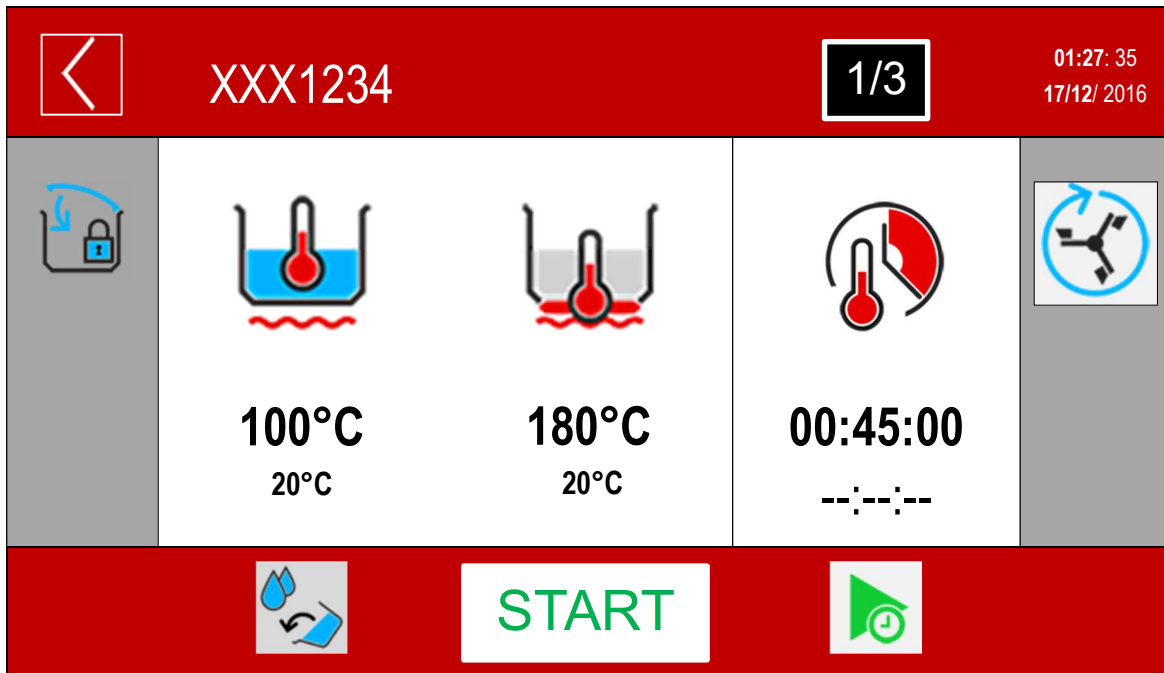 XXX1234
1/3
01:27: 35
17/12/ 2016
100°C
180°C
00:45:00
20°C
20°C
--:--:--
START